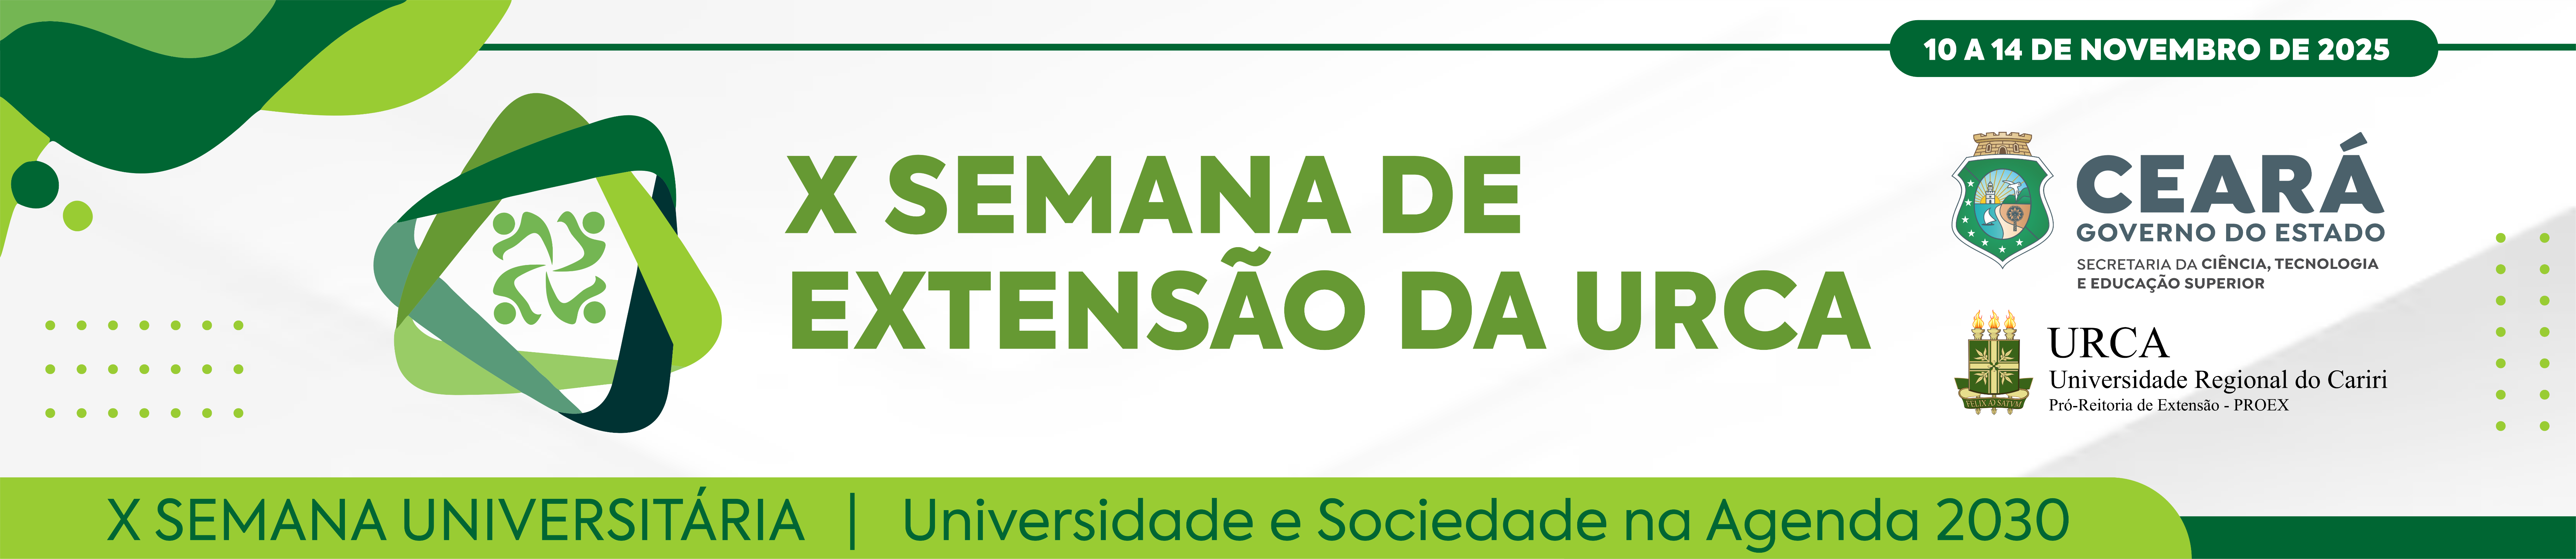 10 A 14 DE NOVEMBRO DE 2025
X SEMANA DE
EXTENSÃO DA URCA
CEARÁ
GOVERNO DO ESTADO
SECRETARIA DA CIÊNCIA, TECNOLOGIA
E EDUCAÇÃO SUPERIOR
URCA
Universidade Regional do Cariri
Pró-Reitoria de Extensão - PROEX
X SEMANA UNIVERSITÁRIA | Universidade e Sociedade na Agenda 2030